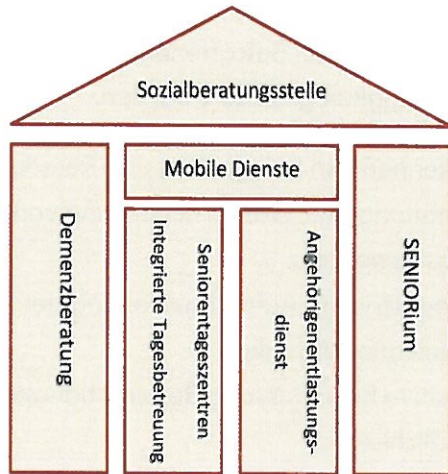 Sozialberatungsstelle
Demenzberatung
Mobile Dienste
Seniorentageszentren
Integrierte Tagesbetreuung
Angehörigenentlastungs-
dienst
SENIORium